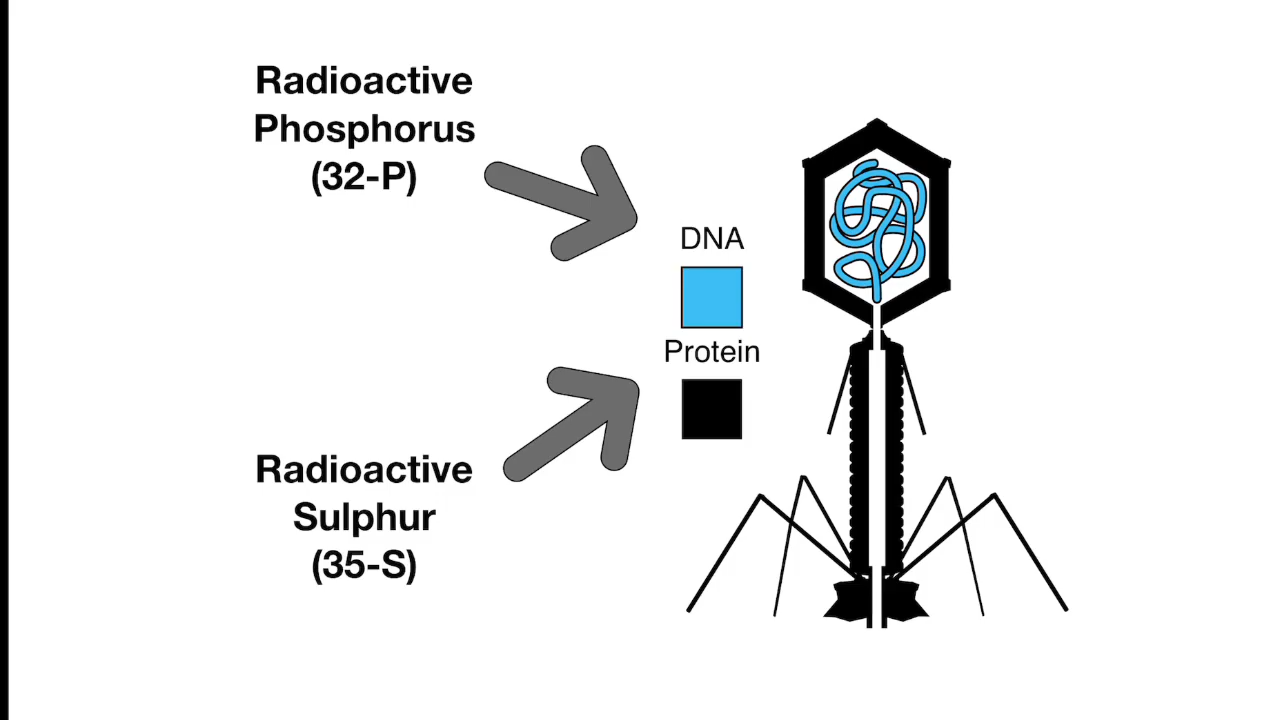 Radioactive
Phosphorus
(32-P)
DNA
Protein
Radioactive
Sulphur
(35-S)